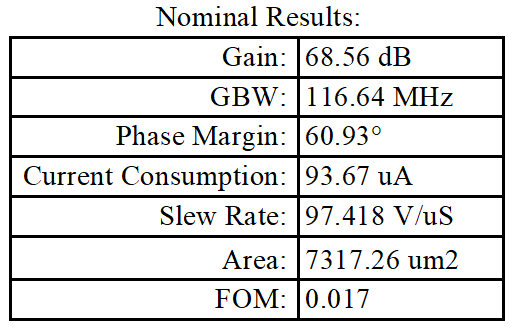 Nominal Results:
Gain: 68.56 dB
GBW: 116.64 MHz
Phase Margin: 60.93°
Current Consumption: 93.67 uA
Slew Rate: 97.418 V/uS
Area: 7317.26 um2
FOM: 0.017